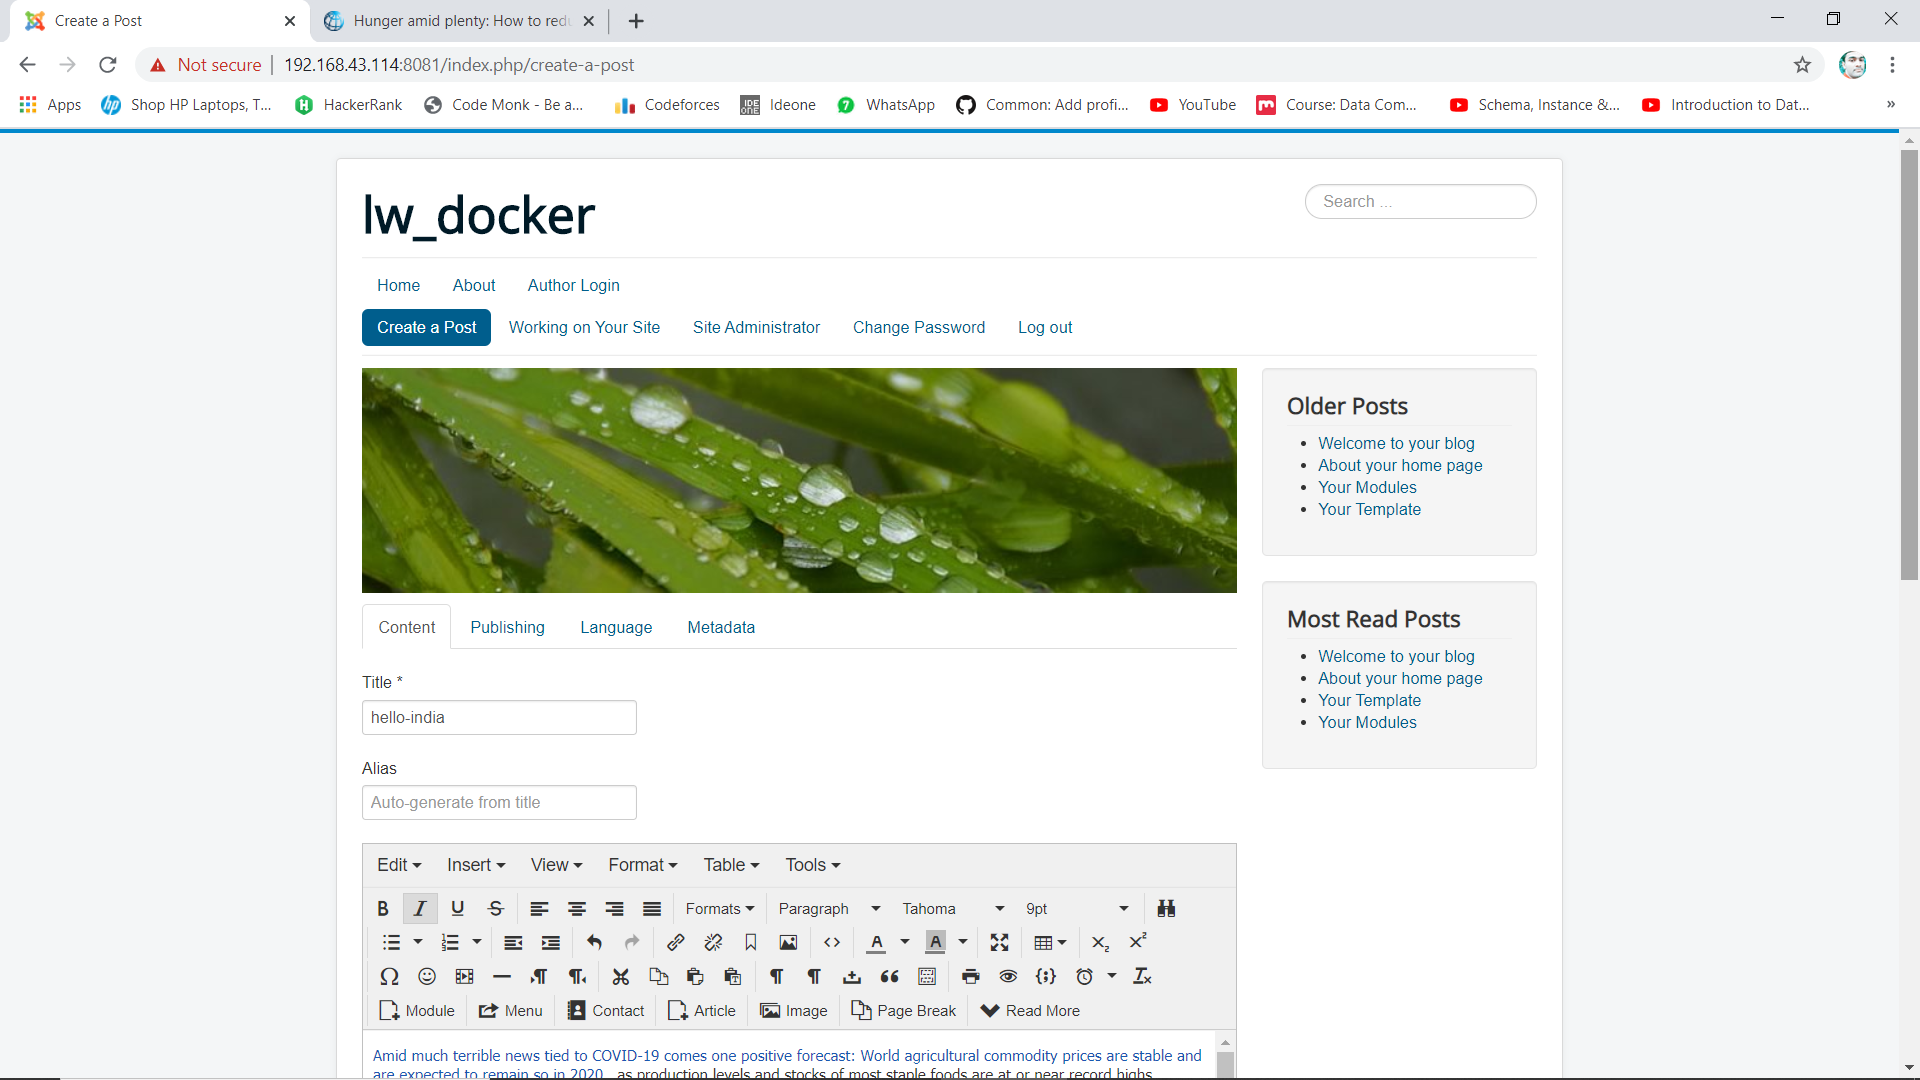 Create a Post
Hunger amid plenty: How to redu
Not secure
192.168.43.114:8081/index.php/create-a-post
Apps
Shop HP Laptops, T...
HackerRank
Code Monk - Be a...
Codeforces
Ideone
WhatsApp
Common: Add profi...
YouTube
Course: Data Com...
Schema, Instance &...
Introduction to Dat...
»
lw_docker
Search ...
Home
About
Author Login
Create a Post
Working on Your Site
Site Administrator
Change Password
Log out
Older Posts
Welcome to your blog
About your home page
Your Modules
Your Template
Most Read Posts
Welcome to your blog
About your home page
Your Template
Your Modules
Content
Publishing
Language
Metadata
Title *
hello-india
Alias
Auto-generate from title
Edit
Insert
View
Format
Table
Tools
Formats
Paragraph
Tahoma
9pt
Module
Menu
Contact
Article
Image
Page Break
Read More
Amid much terrible news tied to COVID-19 comes one positive forecast: World agricultural commodity prices are stable and
are expected to remain so in 2020, as production levels and stocks of most staple foods are at or near record highs.